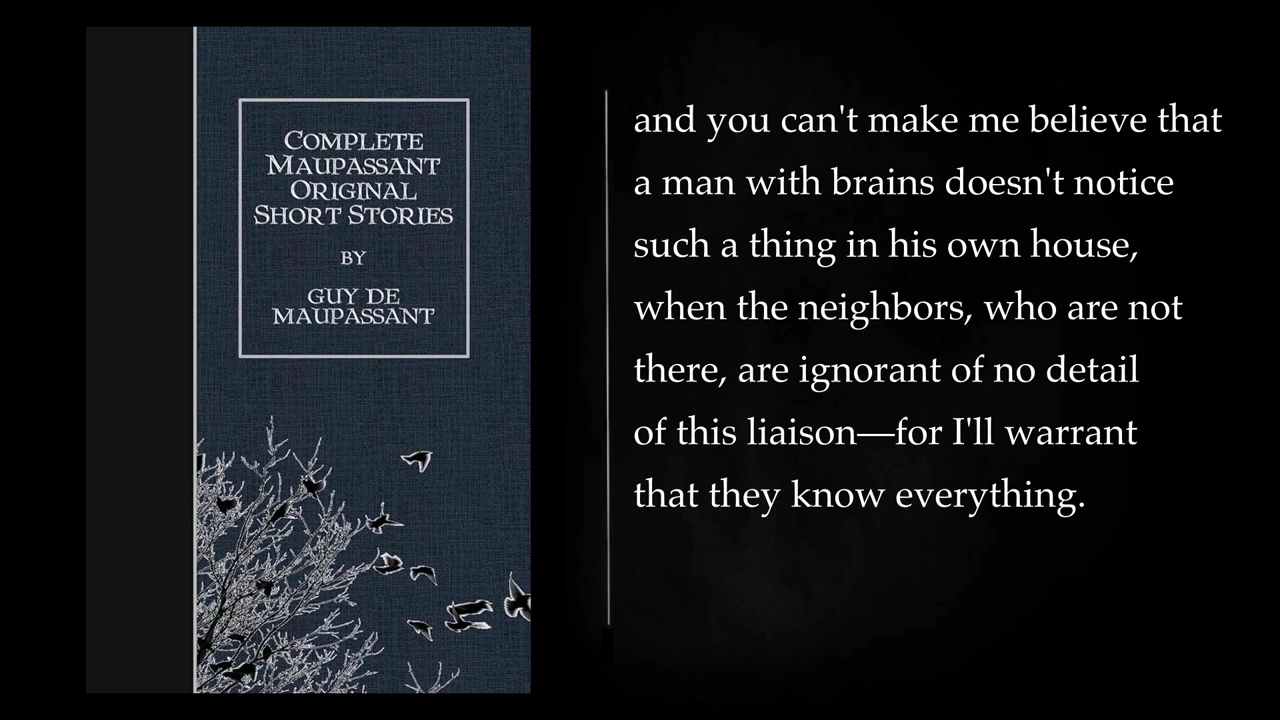 COMPLETE
MAUPASSANT
ORIGINAL
SHORT STORIES
BY
GUY DE
MAUPASSANT
and you can't make me believe that
a man with brains doesn't notice
such a thing in his own house,
when the neighbors, who are not
there, are ignorant of no detail
of this liaison—for I'll warrant
that they know everything.